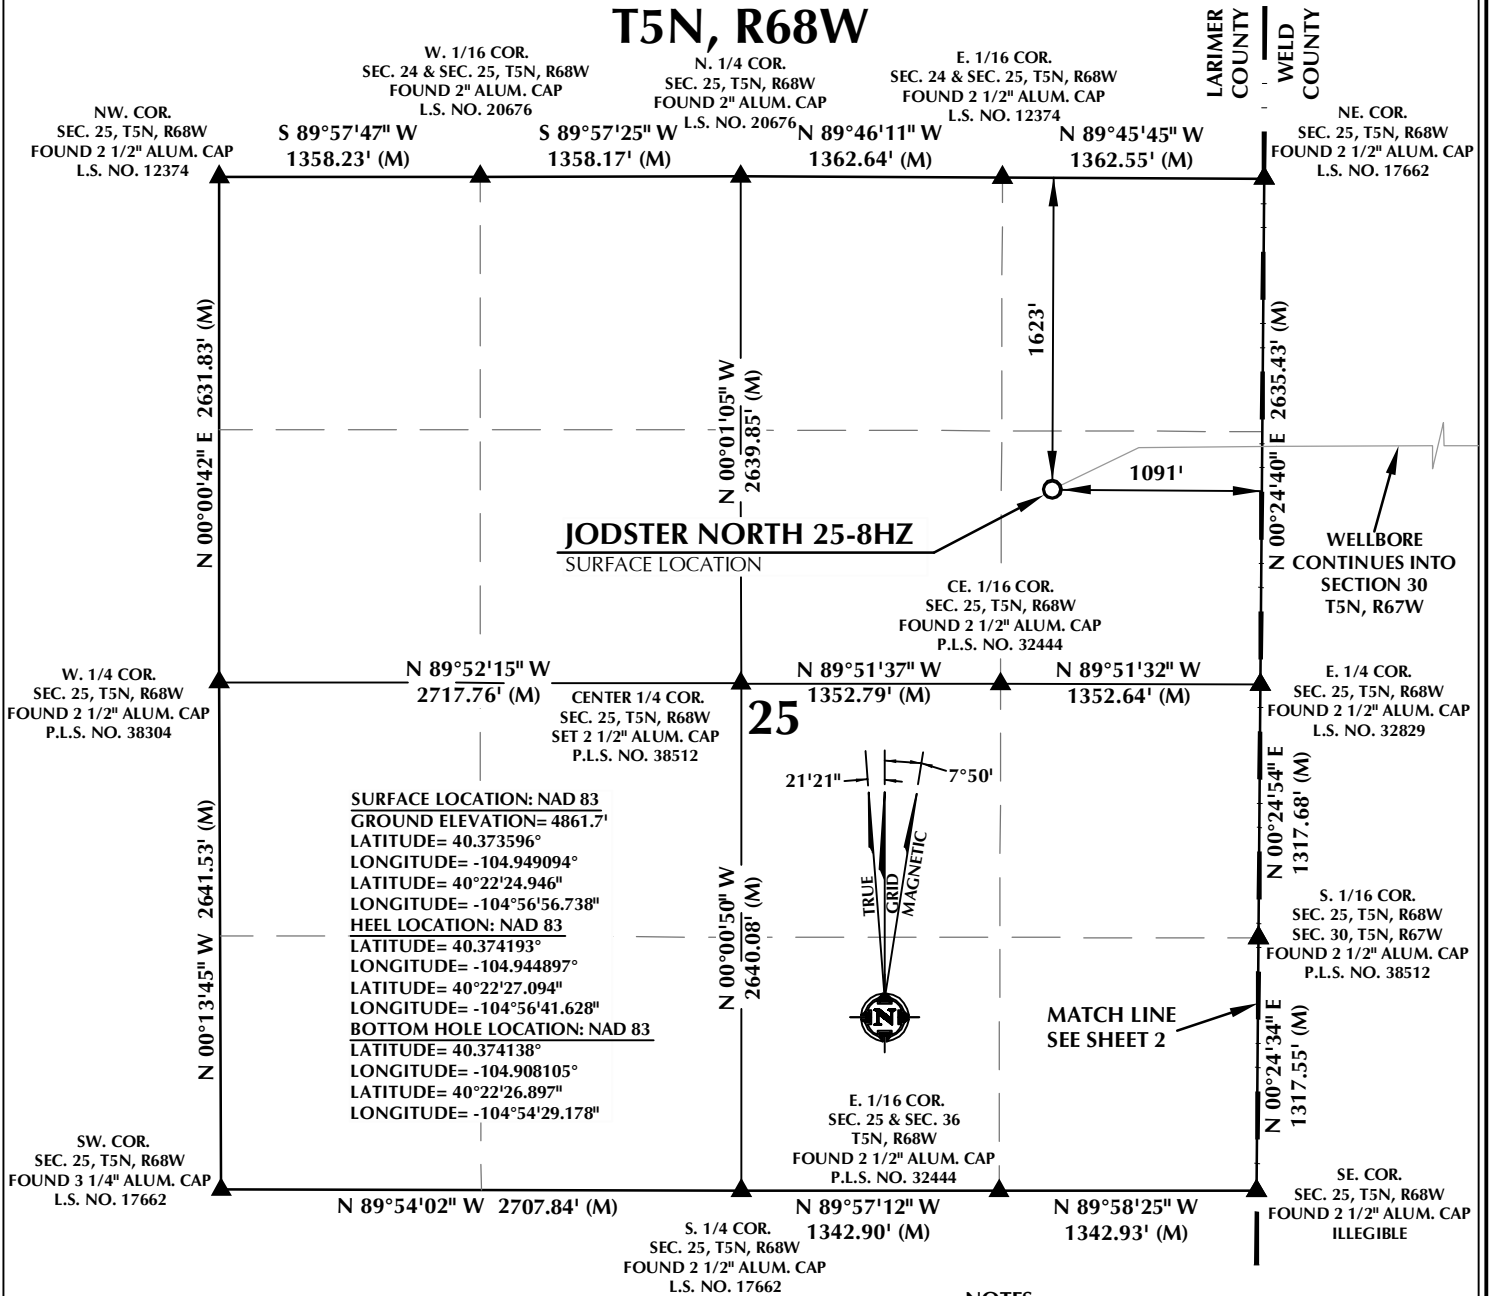 T5N, R68W
LARIMER
COUNTY
WELD
COUNTY
W. 1/16 COR.
SEC. 24 & SEC. 25, T5N, R68W
FOUND 2" ALUM. CAP
L.S. NO. 20676
N. 1/4 COR.
SEC. 25, T5N, R68W
FOUND 2" ALUM. CAP
L.S. NO. 20676
E. 1/16 COR.
SEC. 24 & SEC. 25, T5N, R68W
FOUND 2 1/2" ALUM. CAP
L.S. NO. 12374
NW. COR.
SEC. 25, T5N, R68W
FOUND 2 1/2" ALUM. CAP
L.S. NO. 12374
NE. COR.
SEC. 25, T5N, R68W
FOUND 2 1/2" ALUM. CAP
L.S. NO. 17662
S 89°57'47" W
1358.23' (M)
S 89°57'25" W
1358.17' (M)
N 89°46'11" W
1362.64' (M)
N 89°45'45" W
1362.55' (M)
N 00°00'42" E 2631.83' (M)
N 00°01'05" W
2639.85' (M)
1623'
N 00°24'40" E 2635.43' (M)
1091'
JODSTER NORTH 25-8HZ
SURFACE LOCATION
WELLBORE
CONTINUES INTO
SECTION 30
T5N, R67W
CE. 1/16 COR.
SEC. 25, T5N, R68W
FOUND 2 1/2" ALUM. CAP
P.L.S. NO. 32444
W. 1/4 COR.
SEC. 25, T5N, R68W
FOUND 2 1/2" ALUM. CAP
P.L.S. NO. 38304
N 89°52'15" W
2717.76' (M)
CENTER 1/4 COR.
SEC. 25, T5N, R68W
SET 2 1/2" ALUM. CAP
P.L.S. NO. 38512
25
N 89°51'37" W
1352.79' (M)
N 89°51'32" W
1352.64' (M)
E. 1/4 COR.
SEC. 25, T5N, R68W
FOUND 2 1/2" ALUM. CAP
L.S. NO. 32829
21'21"
7°50'
TRUE
GRID
MAGNETIC
N
N 00°13'45" W 2641.53' (M)
SURFACE LOCATION: NAD 83
GROUND ELEVATION= 4861.7'
LATITUDE= 40.373596°
LONGITUDE= -104.949094°
LATITUDE= 40°22'24.946"
LONGITUDE= -104°56'56.738"
HEEL LOCATION: NAD 83
LATITUDE= 40.374193°
LONGITUDE= -104.944897°
LATITUDE= 40°22'27.094"
LONGITUDE= -104°56'41.628"
BOTTOM HOLE LOCATION: NAD 83
LATITUDE= 40.374138°
LONGITUDE= -104.908105°
LATITUDE= 40°22'26.897"
LONGITUDE= -104°54'29.178"
N 00°00'50" W
2640.08' (M)
N 00°24'54" E
1317.68' (M)
S. 1/16 COR.
SEC. 25, T5N, R68W
SEC. 30, T5N, R67W
FOUND 2 1/2" ALUM. CAP
P.L.S. NO. 38512
MATCH LINE
SEE SHEET 2
N 00°24'34" E
1317.55' (M)
E. 1/16 COR.
SEC. 25 & SEC. 36
T5N, R68W
FOUND 2 1/2" ALUM. CAP
P.L.S. NO. 32444
SW. COR.
SEC. 25, T5N, R68W
FOUND 3 1/4" ALUM. CAP
L.S. NO. 17662
SE. COR.
SEC. 25, T5N, R68W
FOUND 2 1/2" ALUM. CAP
ILLEGIBLE
N 89°54'02" W 2707.84' (M)
N 89°57'12" W
1342.90' (M)
N 89°58'25" W
1342.93' (M)
S. 1/4 COR.
SEC. 25, T5N, R68W
FOUND 2 1/2" ALUM. CAP
L.S. NO. 17662